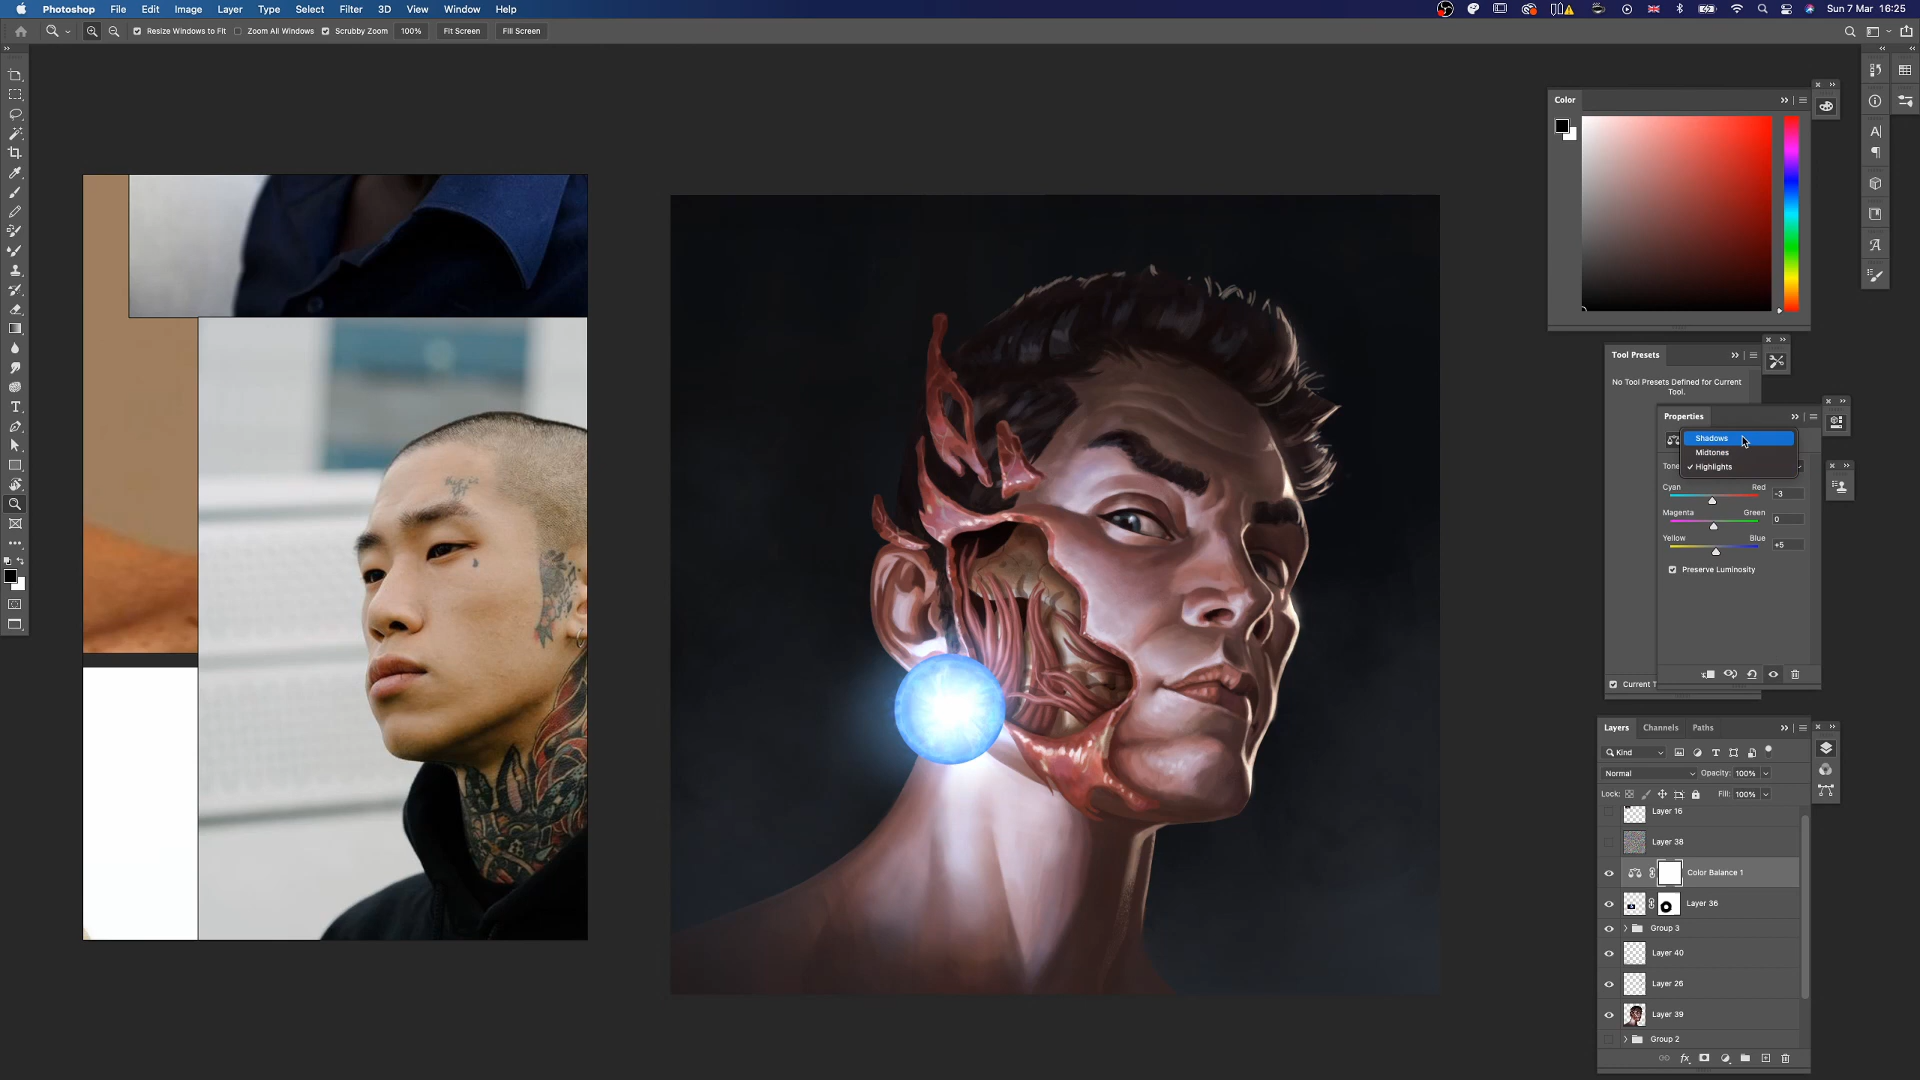 Photoshop File Edit Image Layer Type Select Filter 3D View Window Help Sun 7 Mar 16:25
Resize Windows to Fit Zoom All Windows Scrubby Zoom 100% Fit Screen Fill Screen
Color
Tool Presets
No Tool Presets Defined for Current
Tool.
Properties
Shadows
Midtones
Highlights
Tone
Cyan Red -3
Magenta Green 0
Yellow Blue +5
Preserve Luminosity
Current T
Layers Channels Paths
Kind
Normal Opacity: 100%
Lock: Fill: 100%
Layer 16
Layer 38
Color Balance 1
Layer 36
Group 3
Layer 40
Layer 26
Layer 39
Group 2